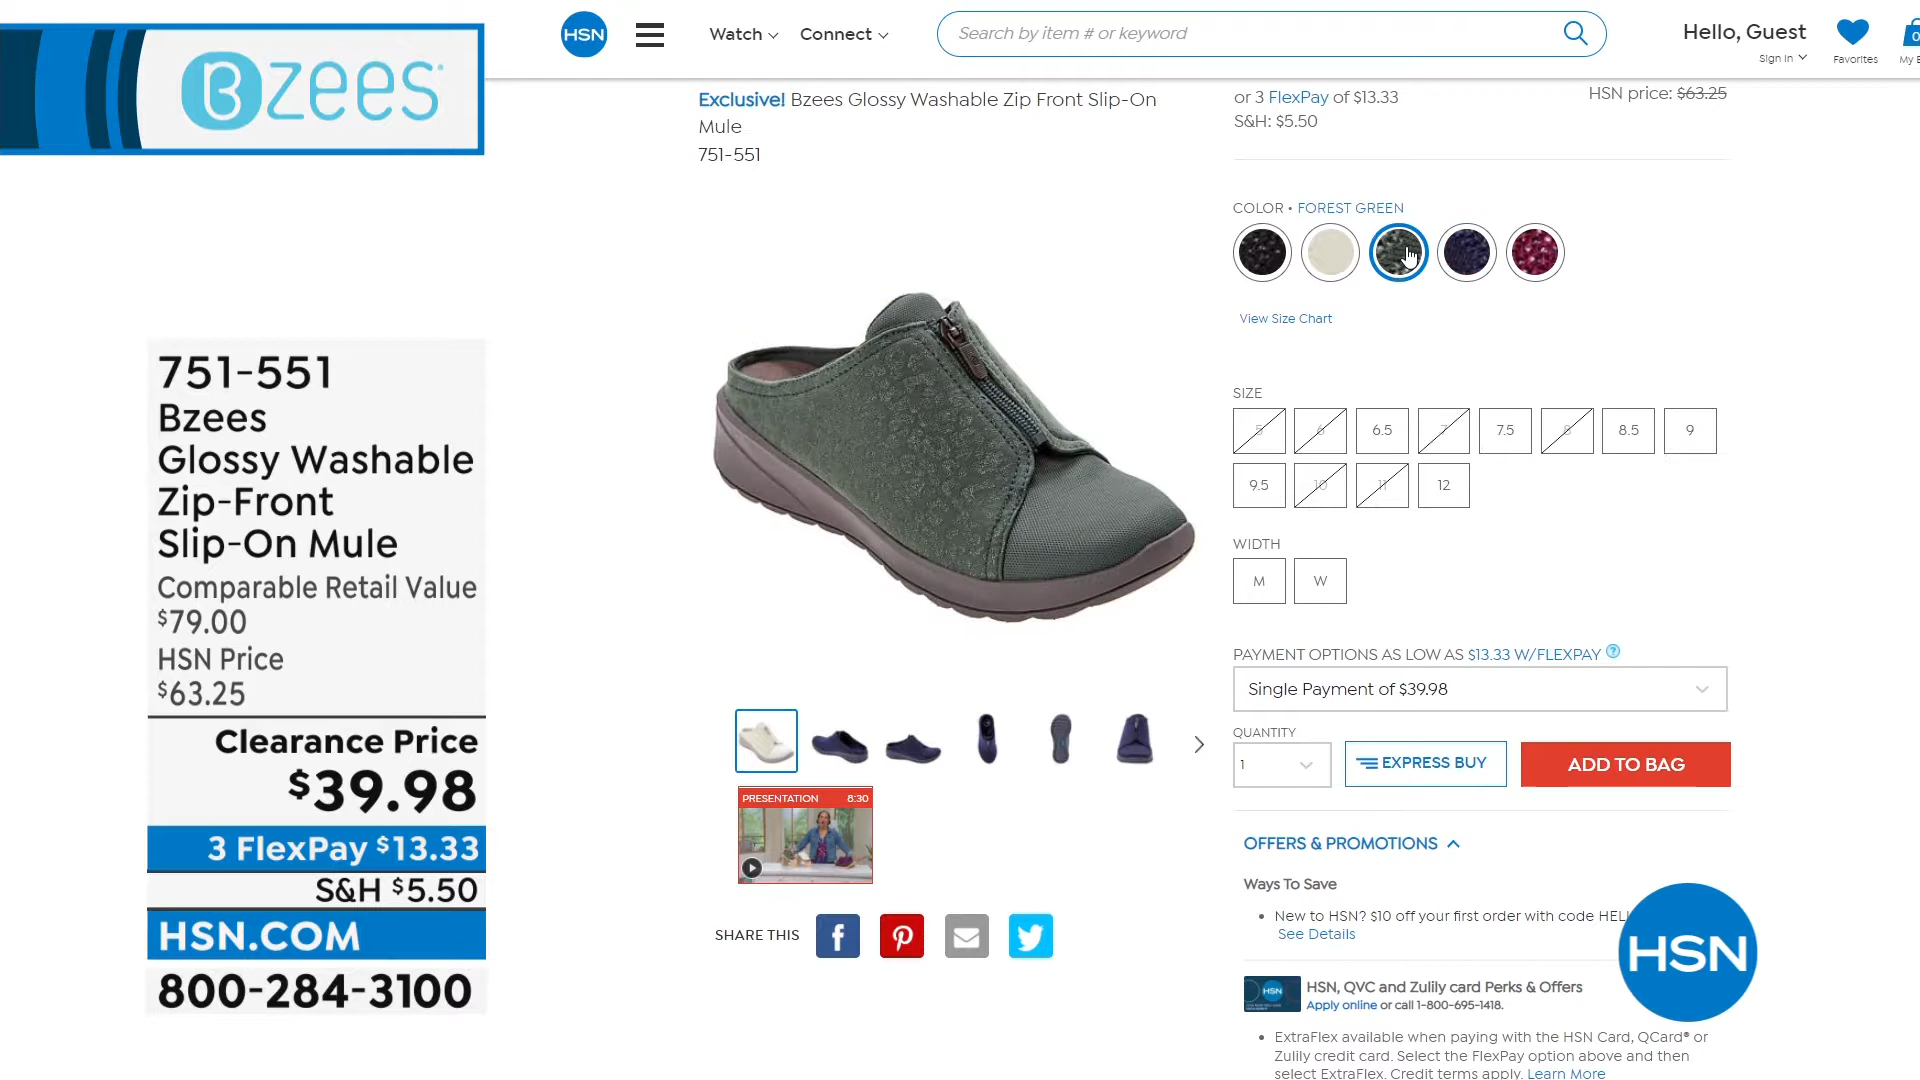 Bzees
HSN
Watch
Connect
Search by item # or keyword
Hello, Guest
Sign In
Favorites
0
My
Exclusive! Bzees Glossy Washable Zip Front Slip-On
Mule
751-551
or 3 FlexPay of $13.33
S&H: $5.50
HSN price: $63.25
COLOR • FOREST GREEN
View Size Chart
SIZE
5
6
6.5
7
7.5
8
8.5
9
9.5
10
11
12
WIDTH
M
W
PAYMENT OPTIONS AS LOW AS $13.33 W/FLEXPAY ?
Single Payment of $39.98
QUANTITY
1
EXPRESS BUY
ADD TO BAG
751-551
Bzees
Glossy Washable
Zip-Front
Slip-On Mule
Comparable Retail Value
$79.00
HSN Price
$63.25
Clearance Price
$39.98
3 FlexPay $13.33
S&H $5.50
HSN.COM
800-284-3100
PRESENTATION 8:30
SHARE THIS
OFFERS & PROMOTIONS
Ways To Save
• New to HSN? $10 off your first order with code
See Details
HSN
HSN
HSN, QVC and Zulily card Perks & Offers
Apply online or call 1-800-695-1418.
• ExtraFlex available when paying with the HSN Card, QCard® or
Zulily credit card. Select the FlexPay option above and then
select ExtraFlex. Credit terms apply. Learn More